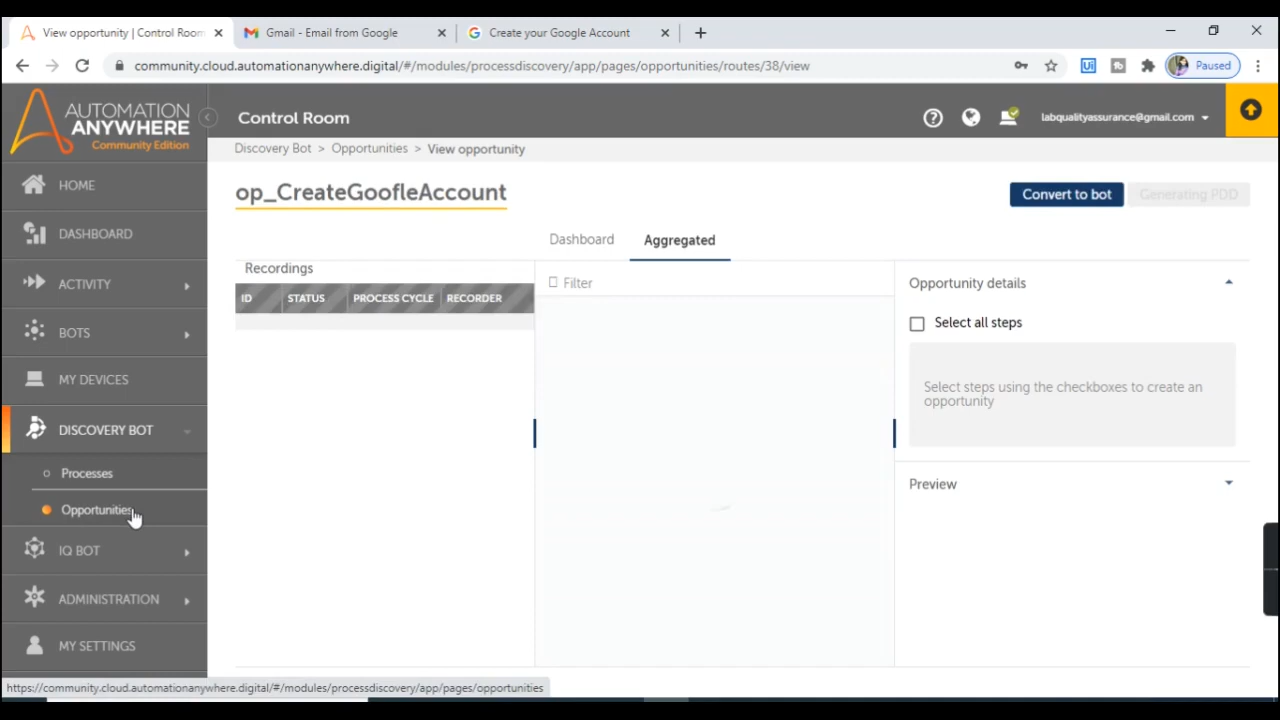 View opportunity | Control Room
Gmail - Email from Google
Create your Google Account
community.cloud.automationanywhere.digital/#/modules/processdiscovery/app/pages/opportunities/routes/38/view
Paused
AUTOMATION
ANYWHERE
Community Edition
Control Room
labqualityassurance@gmail.com
Discovery Bot > Opportunities > View opportunity
HOME
op_CreateGoofleAccount
Convert to bot
Generating PDD
DASHBOARD
Dashboard
Aggregated
Recordings
Filter
Opportunity details
ACTIVITY
ID
STATUS
PROCESS CYCLE
RECORDER
Select all steps
BOTS
MY DEVICES
Select steps using the checkboxes to create an
opportunity
DISCOVERY BOT
Processes
Preview
Opportunities
IQ BOT
ADMINISTRATION
MY SETTINGS
https://community.cloud.automationanywhere.digital/#/modules/processdiscovery/app/pages/opportunities